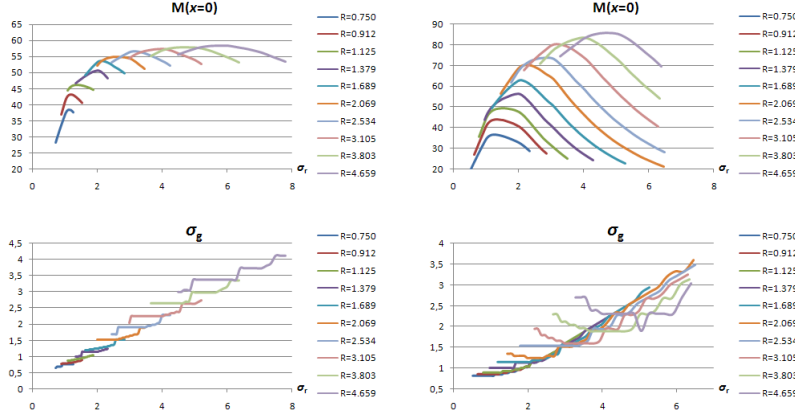 M(x=0)
65
60
55
50
45
40
35
30
25
20
0
2
4
6
8
σr
R=0.750
R=0.912
R=1.125
R=1.379
R=1.689
R=2.069
R=2.534
R=3.105
R=3.803
R=4.659
M(x=0)
90
80
70
60
50
40
30
20
0
2
4
6
8
σr
R=0.750
R=0.912
R=1.125
R=1.379
R=1.689
R=2.069
R=2.534
R=3.105
R=3.803
R=4.659
σg
4,5
4
3,5
3
2,5
2
1,5
1
0,5
0
0
2
4
6
8
σr
R=0.750
R=0.912
R=1.125
R=1.379
R=1.689
R=2.069
R=2.534
R=3.105
R=3.803
R=4.659
σg
4
3,5
3
2,5
2
1,5
1
0,5
0
2
4
6
8
σr
R=0.750
R=0.912
R=1.125
R=1.379
R=1.689
R=2.069
R=2.534
R=3.105
R=3.803
R=4.659